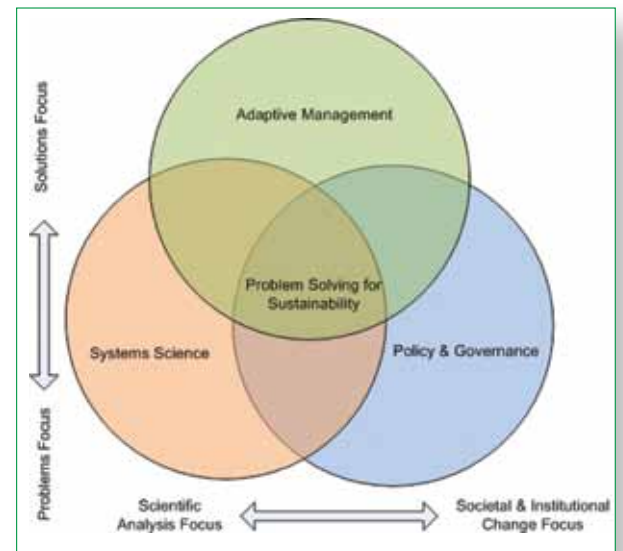 Solutions Focus
Adaptive Management
Problem Solving for
Sustainability
Systems Science
Policy & Governance
Problems Focus
Scientific
Analysis Focus
Societal & Institutional
Change Focus